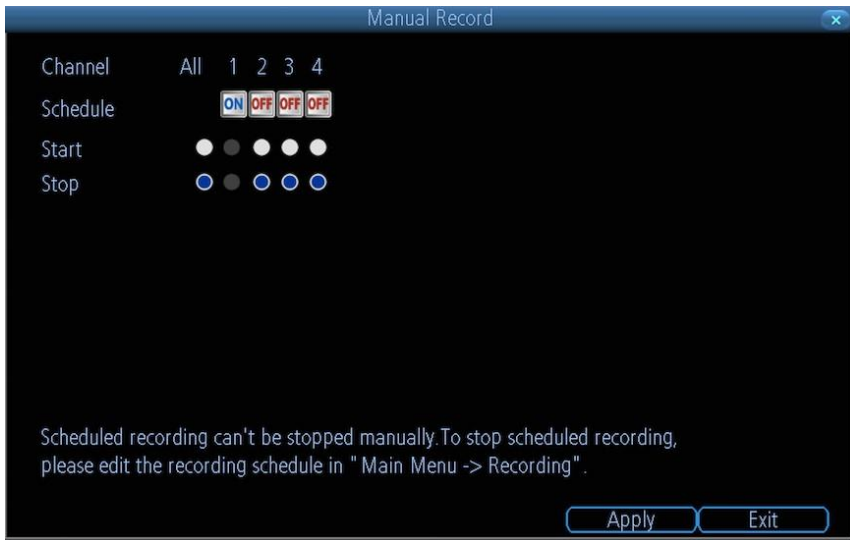 Manual Record
Channel All 1 2 3 4
Schedule ON OFF OFF OFF
Start
Stop
Scheduled recording can't be stopped manually.To stop scheduled recording,
please edit the recording schedule in "Main Menu -> Recording".
Apply Exit